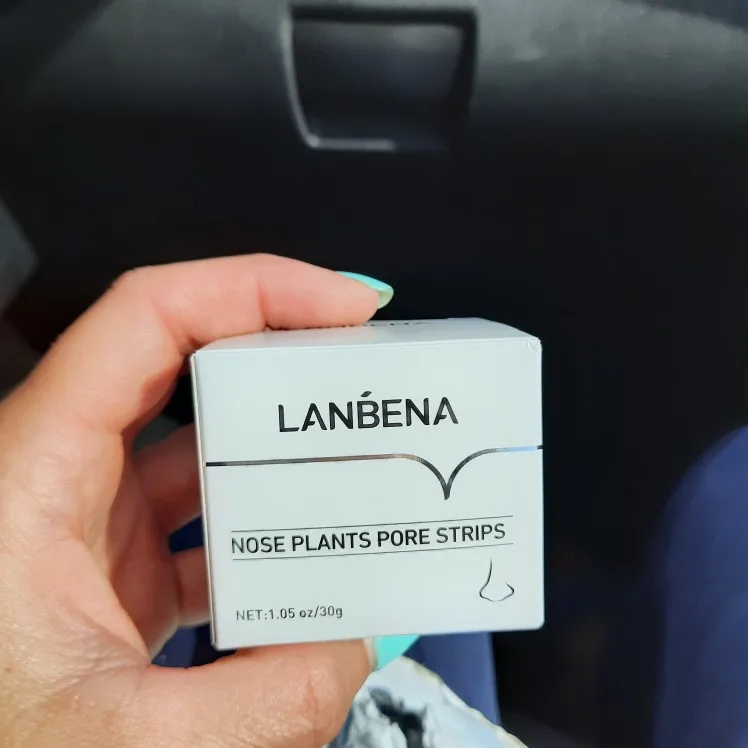 LANBENA
NOSE PLANTS PORE STRIPS
NET:1.05 oz/30g